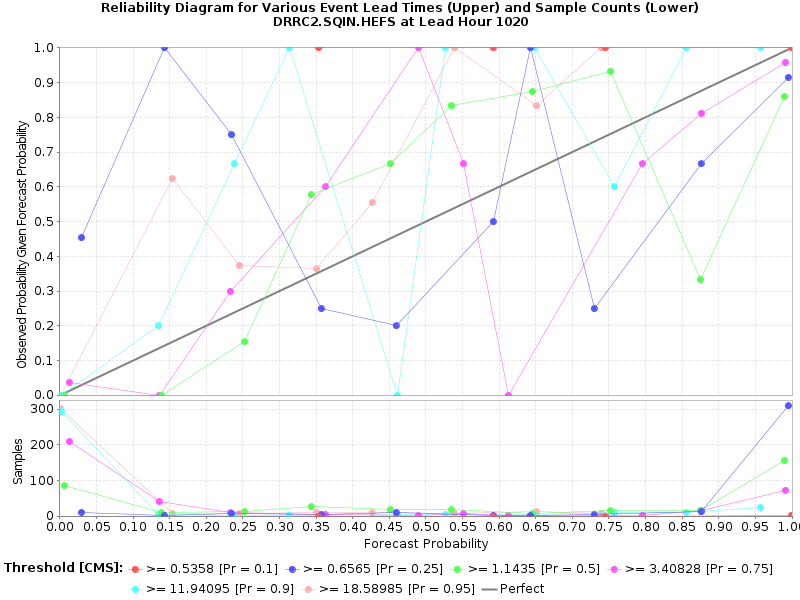 Reliability Diagram for Various Event Lead Times (Upper) and Sample Counts (Lower)
DRRC2.SQIN.HEFS at Lead Hour 1020
Observed Probability Given Forecast Probability
1.0
0.9
0.8
0.7
0.6
0.5
0.4
0.3
0.2
0.1
0.0
Samples
300
200
100
0
0.00 0.05 0.10 0.15 0.20 0.25 0.30 0.35 0.40 0.45 0.50 0.55 0.60 0.65 0.70 0.75 0.80 0.85 0.90 0.95 1.0
Forecast Probability
Threshold [CMS]: >= 0.5358 [Pr = 0.1] >= 0.6565 [Pr = 0.25] >= 1.1435 [Pr = 0.5] >= 3.40828 [Pr = 0.75]
>= 11.94095 [Pr = 0.9] >= 18.58985 [Pr = 0.95] Perfect